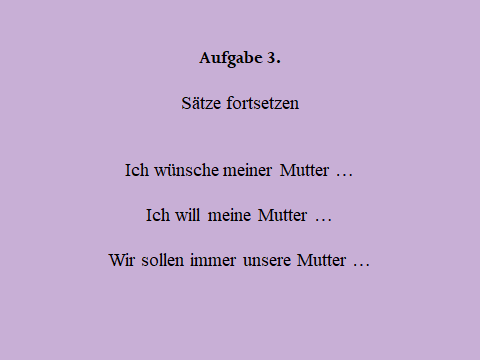 Aufgabe 3.
Sätze fortsetzen
Ich wünsche meiner Mutter …
Ich will meine Mutter …
Wir sollen immer unsere Mutter …